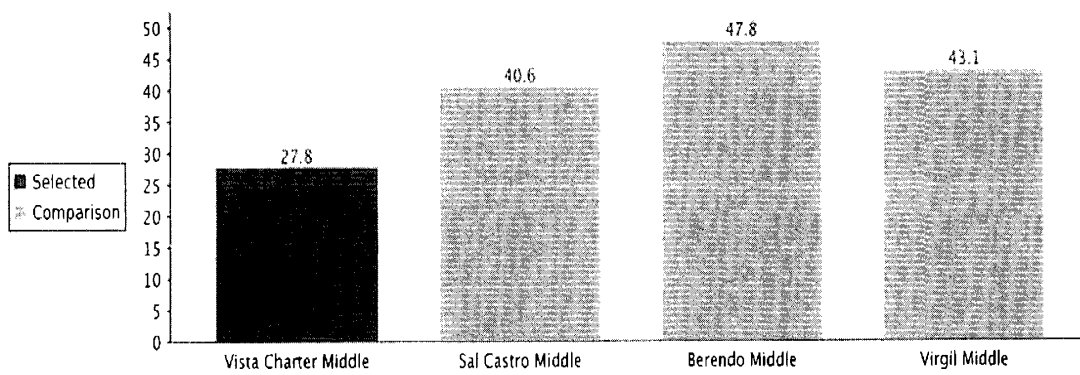 50
45
40
35
30
25
20
15
10
5
0
27.8
40.6
47.8
43.1
Selected
Comparison
Vista Charter Middle
Sal Castro Middle
Berendo Middle
Virgil Middle